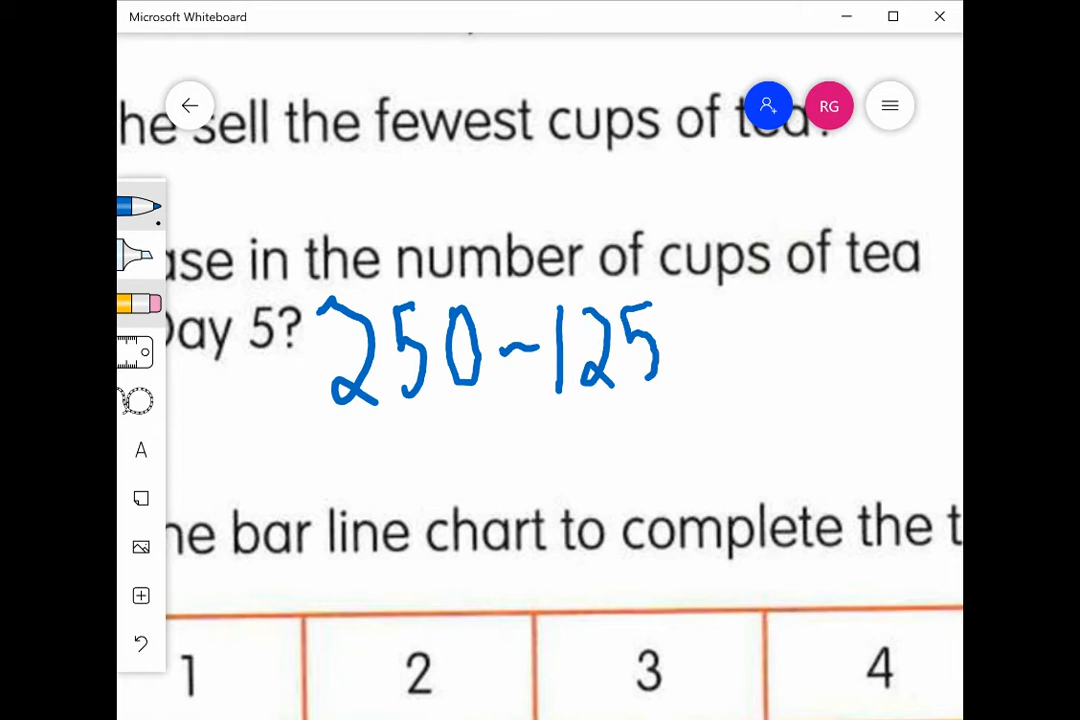 Microsoft Whiteboard
he sell the fewest cups of tea?
RG
ase in the number of cups of tea
Day 5? 250-125
A
he bar line chart to complete the t
1 2 3 4